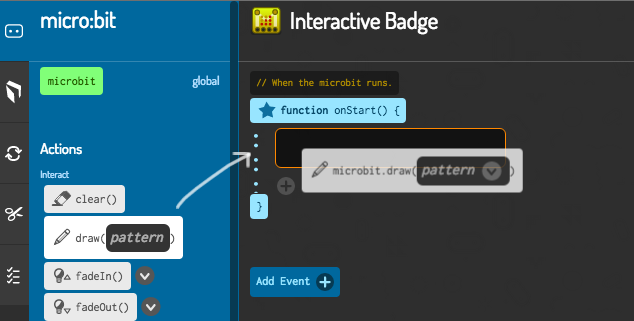 micro:bit
Interactive Badge
microbit
global
// When the microbit runs.
function onStart() {
Actions
Interact
microbit.draw(pattern)
clear()
draw(pattern)
}
fadeIn()
Add Event
fadeOut()